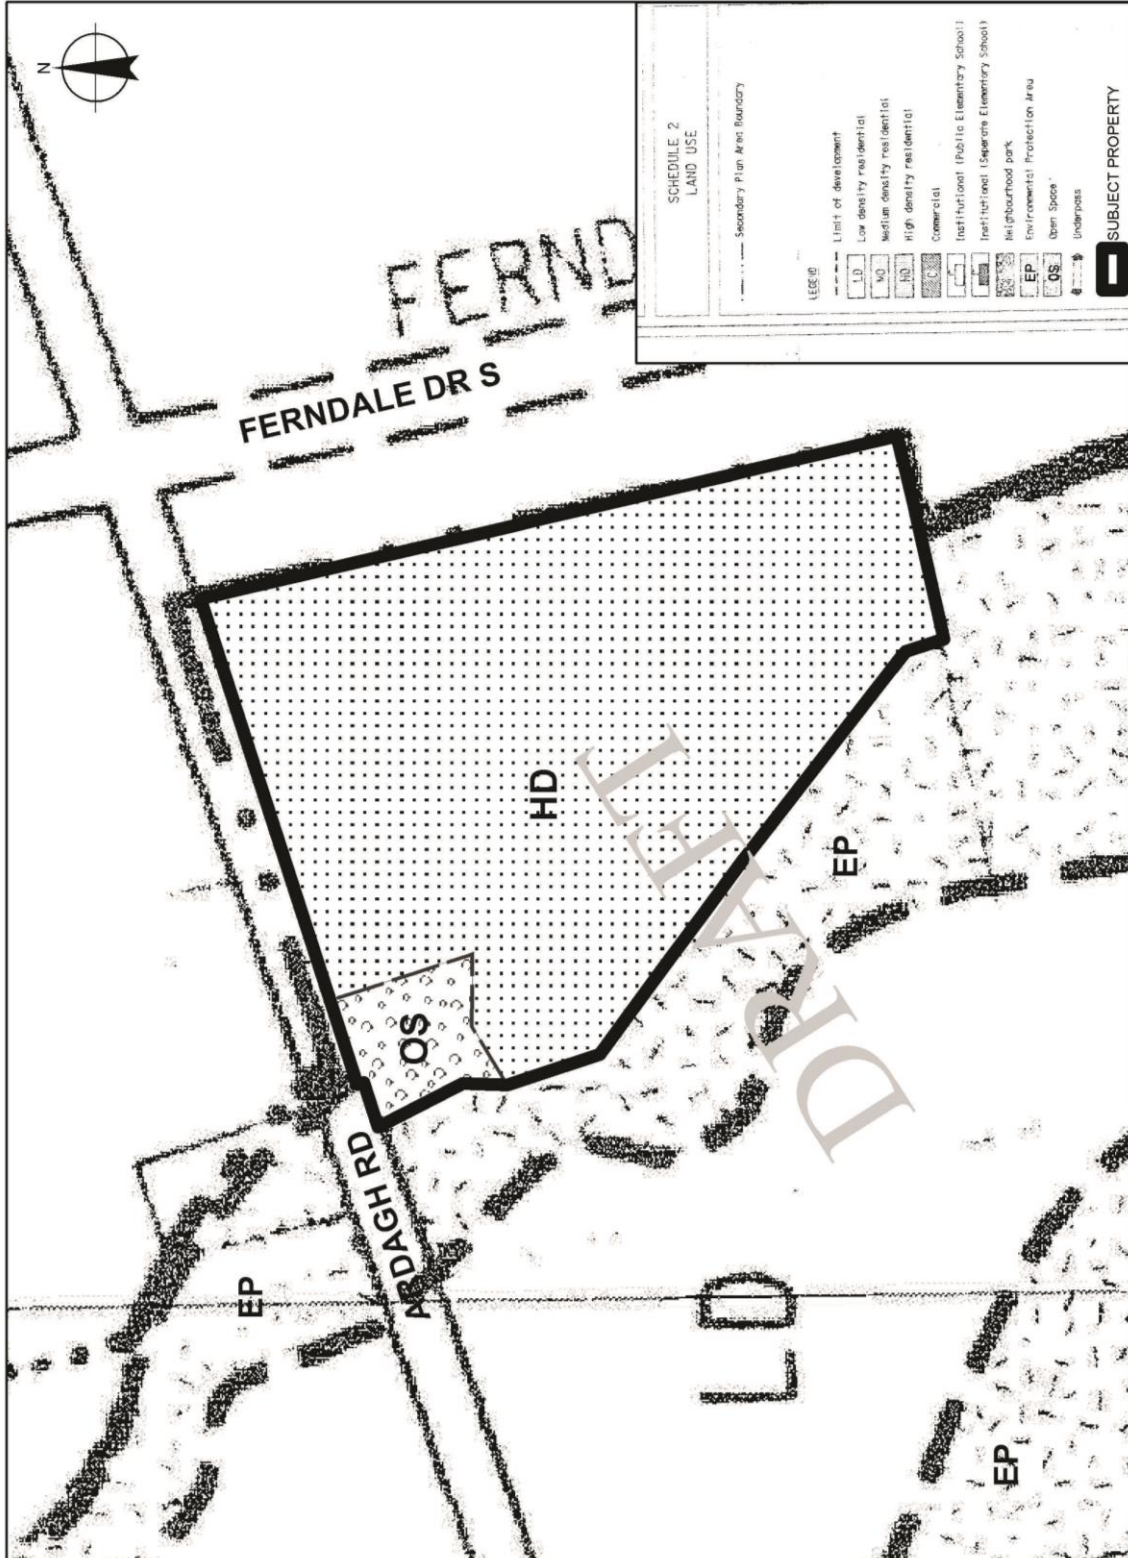 N
SCHEDULE 2
LAND USE
Secondary Plan Area Boundary
LEGEND
Limit of development
LD Low density residential
MD Medium density residential
HD High density residential
C Commercial
Institutional (Public Elementary School)
Institutional (Seperate Elementary School)
Neighbourhood park
EP Environmental Protection Area
OS Open Space
Underpass
SUBJECT PROPERTY
FERND
FERNDALE DR S
HD
OS
EP
DRAFT
ARDAGH RD
EP
LD
EP